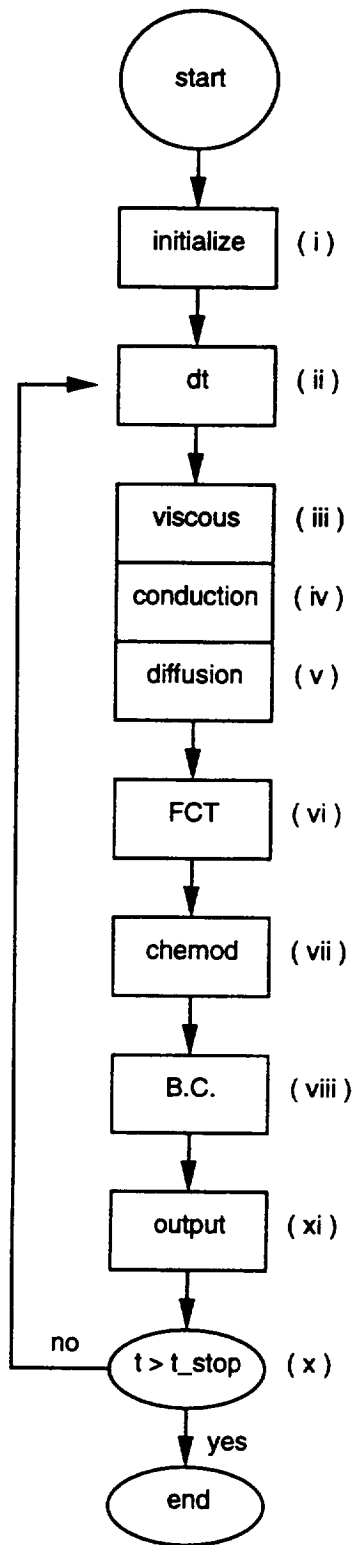 start
initialize ( i )
dt ( ii )
viscous ( iii )
conduction ( iv )
diffusion ( v )
FCT ( vi )
chemod ( vii )
B.C. ( viii )
output ( xi )
no
t > t_stop ( x )
yes
end